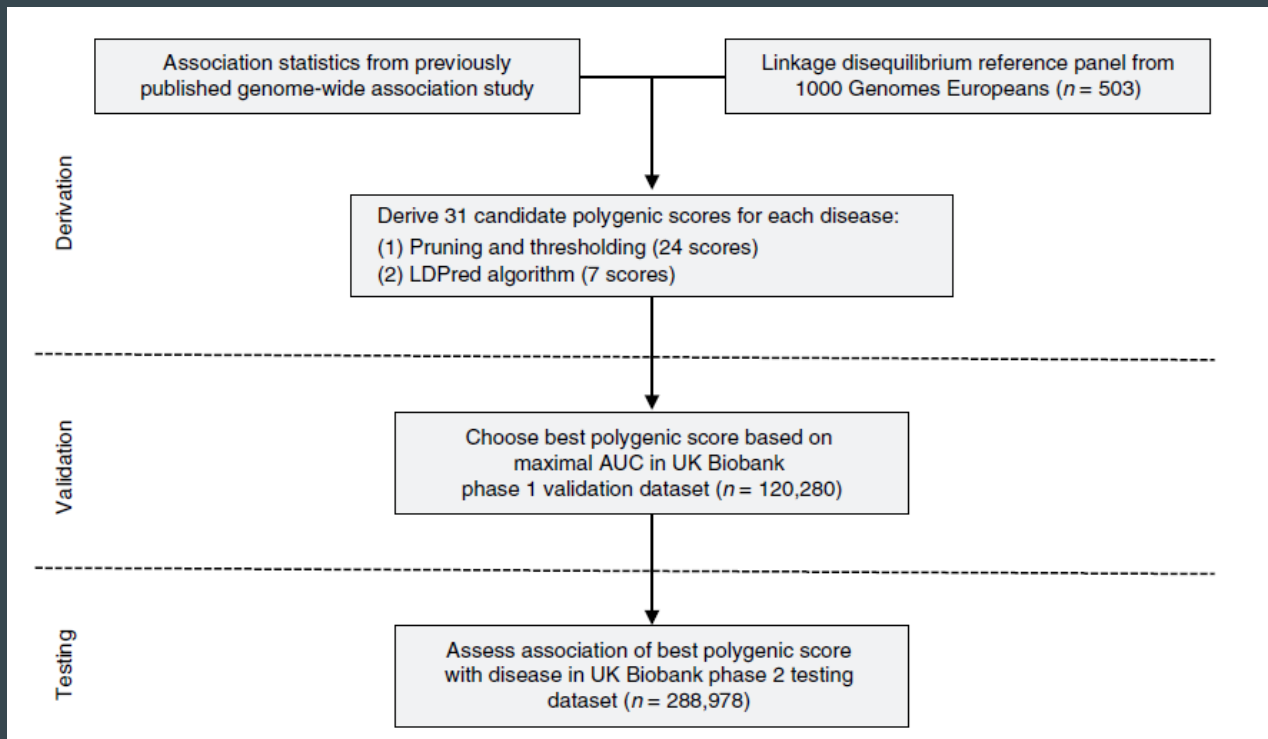 Association statistics from previously
published genome-wide association study
Linkage disequilibrium reference panel from
1000 Genomes Europeans (n = 503)
Derivation
Derive 31 candidate polygenic scores for each disease:
(1) Pruning and thresholding (24 scores)
(2) LDPred algorithm (7 scores)
Validation
Choose best polygenic score based on
maximal AUC in UK Biobank
phase 1 validation dataset (n = 120,280)
Testing
Assess association of best polygenic score
with disease in UK Biobank phase 2 testing
dataset (n = 288,978)